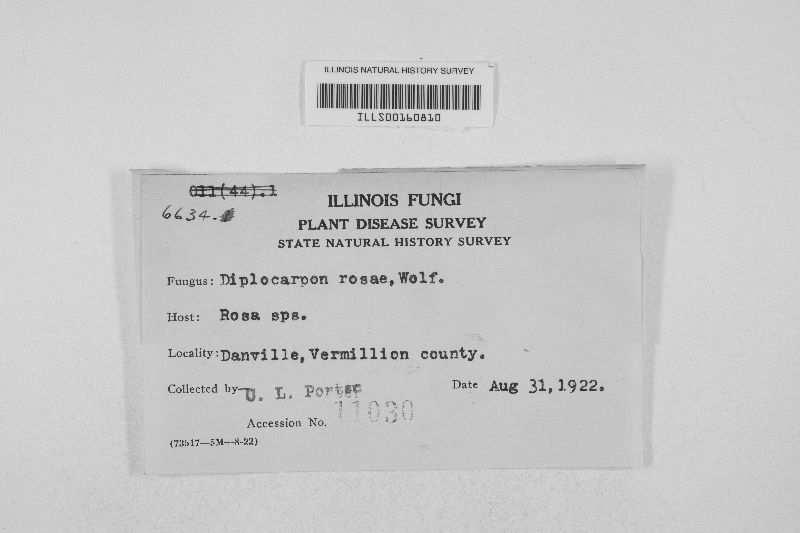 ILLINOIS NATURAL HISTORY SURVEY
ILLS00160810
011(44).1
6634.
ILLINOIS FUNGI
PLANT DISEASE SURVEY
STATE NATURAL HISTORY SURVEY
Fungus: Diplocarpon rosae, Wolf.
Host: Rosa sps.
Locality: Danville, Vermillion county.
Collected by O. L. Porter Date Aug 31, 1922.
Accession No. 11030
(73517—5M—8-22)